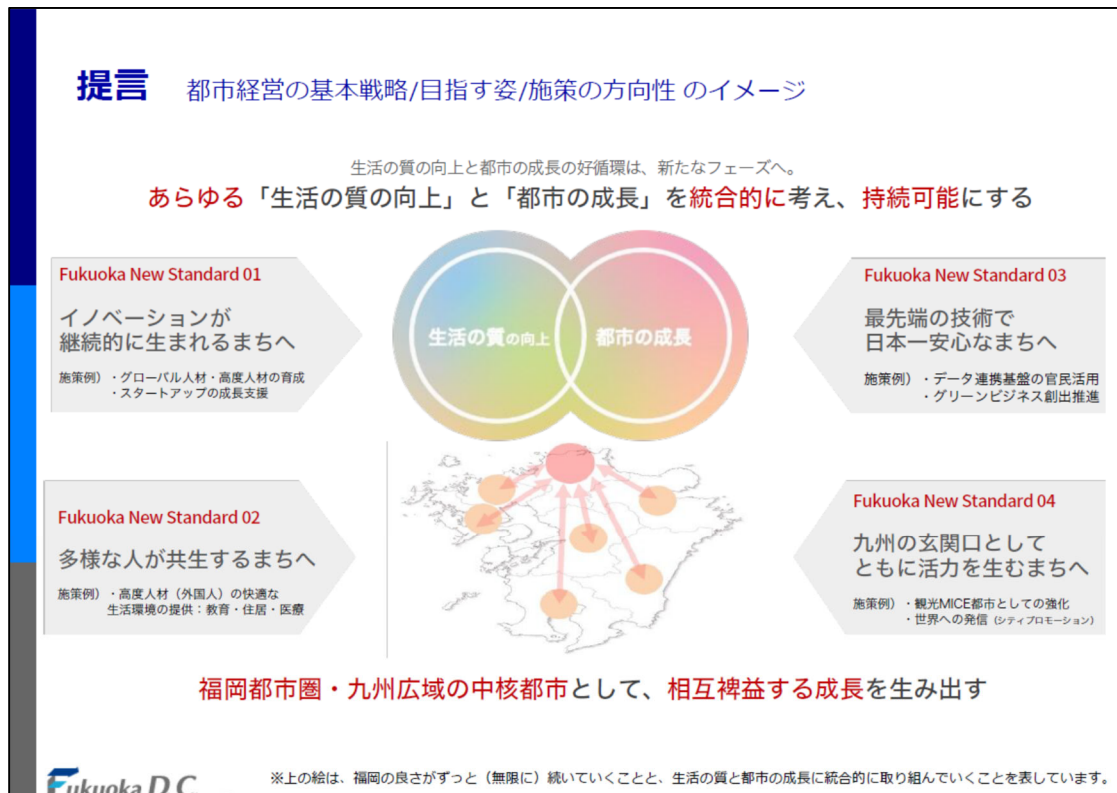 提言 都市経営の基本戦略/目指す姿/施策の方向性 のイメージ
生活の質の向上と都市の成長の好循環は、新たなフェーズへ。
あらゆる「生活の質の向上」と「都市の成長」を統合的に考え、持続可能にする
Fukuoka New Standard 01
イノベーションが
継続的に生まれるまちへ
施策例）・グローバル人材・高度人材の育成
・スタートアップの成長支援
生活の質の向上
都市の成長
Fukuoka New Standard 03
最先端の技術で
日本一安心なまちへ
施策例）・データ連携基盤の官民活用
・グリーンビジネス創出推進
Fukuoka New Standard 02
多様な人が共生するまちへ
施策例）・高度人材（外国人）の快適な
生活環境の提供：教育・住居・医療
Fukuoka New Standard 04
九州の玄関口として
ともに活力を生むまちへ
施策例）・観光MICE都市としての強化
・世界への発信（シティプロモーション）
福岡都市圏・九州広域の中核都市として、相互裨益する成長を生み出す
Fukuoka D.C.
※上の絵は、福岡の良さがずっと（無限に）続いていくことと、生活の質と都市の成長に統合的に取り組んでいくことを表しています。